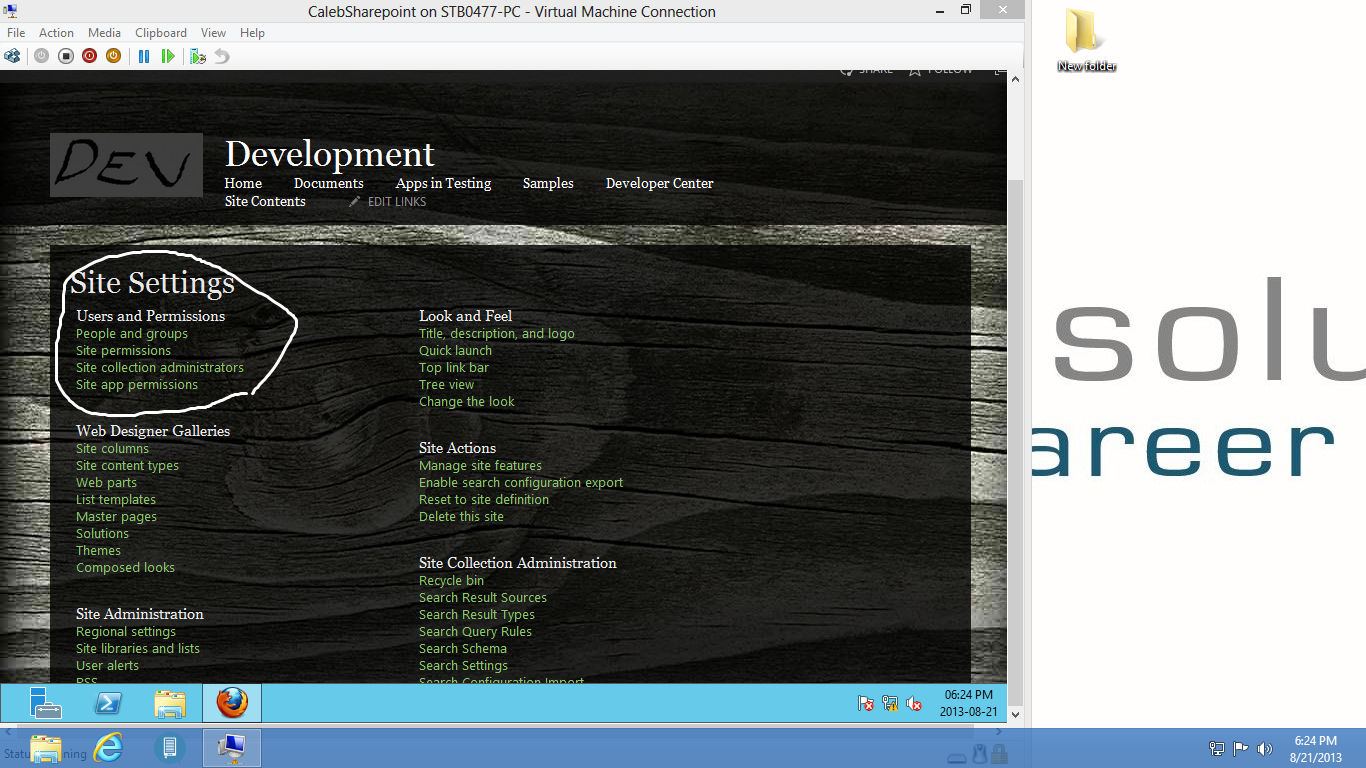 CalebSharepoint on STB0477-PC - Virtual Machine Connection
File Action Media Clipboard View Help
SHARE FOLLOW
New folder
DEV
Development
Home Documents Apps in Testing Samples Developer Center
Site Contents EDIT LINKS
Site Settings
Users and Permissions
People and groups
Site permissions
Site collection administrators
Site app permissions
Web Designer Galleries
Site columns
Site content types
Web parts
List templates
Master pages
Solutions
Themes
Composed looks
Site Administration
Regional settings
Site libraries and lists
User alerts
RSS
Look and Feel
Title, description, and logo
Quick launch
Top link bar
Tree view
Change the look
Site Actions
Manage site features
Enable search configuration export
Reset to site definition
Delete this site
Site Collection Administration
Recycle bin
Search Result Sources
Search Result Types
Search Query Rules
Search Schema
Search Settings
Search Configuration Import
solu
areer
06:24 PM
2013-08-21
6:24 PM
8/21/2013